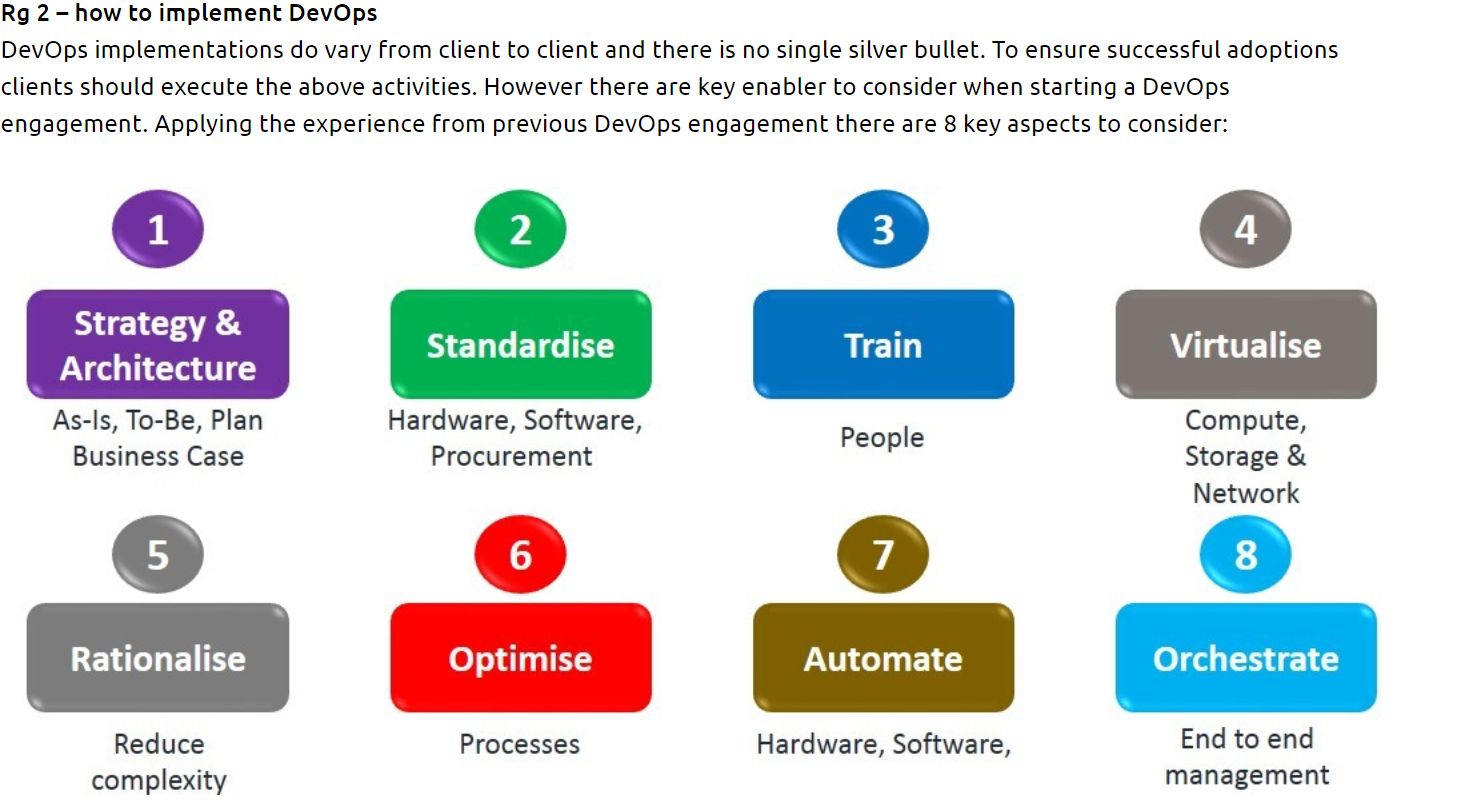 Rg 2 – how to implement DevOps
DevOps implementations do vary from client to client and there is no single silver bullet. To ensure successful adoptions
clients should execute the above activities. However there are key enabler to consider when starting a DevOps
engagement. Applying the experience from previous DevOps engagement there are 8 key aspects to consider:
1
Strategy &
Architecture
As-Is, To-Be, Plan
Business Case
2
Standardise
Hardware, Software,
Procurement
3
Train
People
4
Virtualise
Compute,
Storage &
Network
5
Rationalise
Reduce
complexity
6
Optimise
Processes
7
Automate
Hardware, Software,
8
Orchestrate
End to end
management